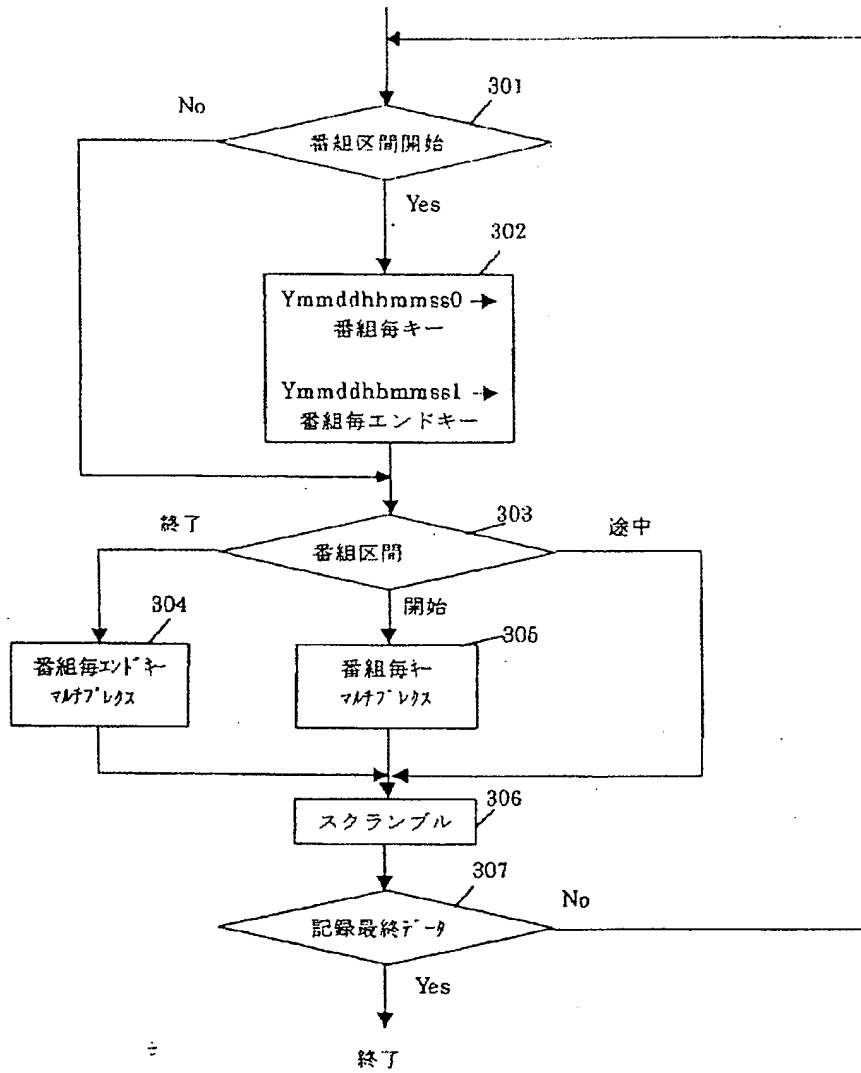 301
No
番組区間開始
Yes
302
Ymmddhhmmss0 →
番組毎キー
Ymmddhhmmss1 →
番組毎エンドキー
終了
303
途中
番組区間
304
開始
305
番組毎エンドキー
マルチプレクス
番組毎キー
マルチプレクス
306
スクランブル
307
No
記録最終データ
Yes
終了